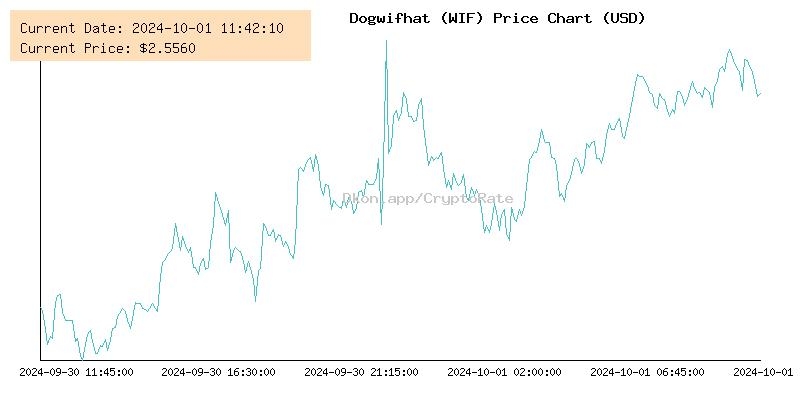 Dogwifhat (WIF) Price Chart (USD)
Current Date: 2024-10-01 11:42:10
Current Price: $2.5560
Dkon.app/CryptoRate
2024-09-30 11:45:00 2024-09-30 16:30:00 2024-09-30 21:15:00 2024-10-01 02:00:00 2024-10-01 06:45:00 2024-10-01